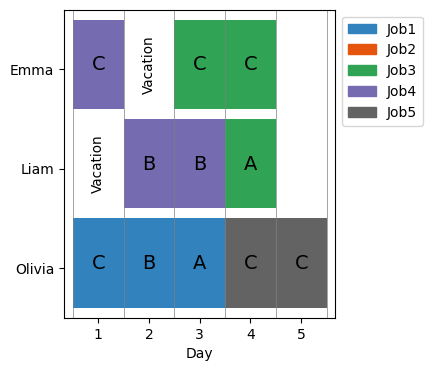 Emma C Vacation C C
Liam Vacation B B A
Olivia C B A C C
1 2 3 4 5
Day
Job1
Job2
Job3
Job4
Job5